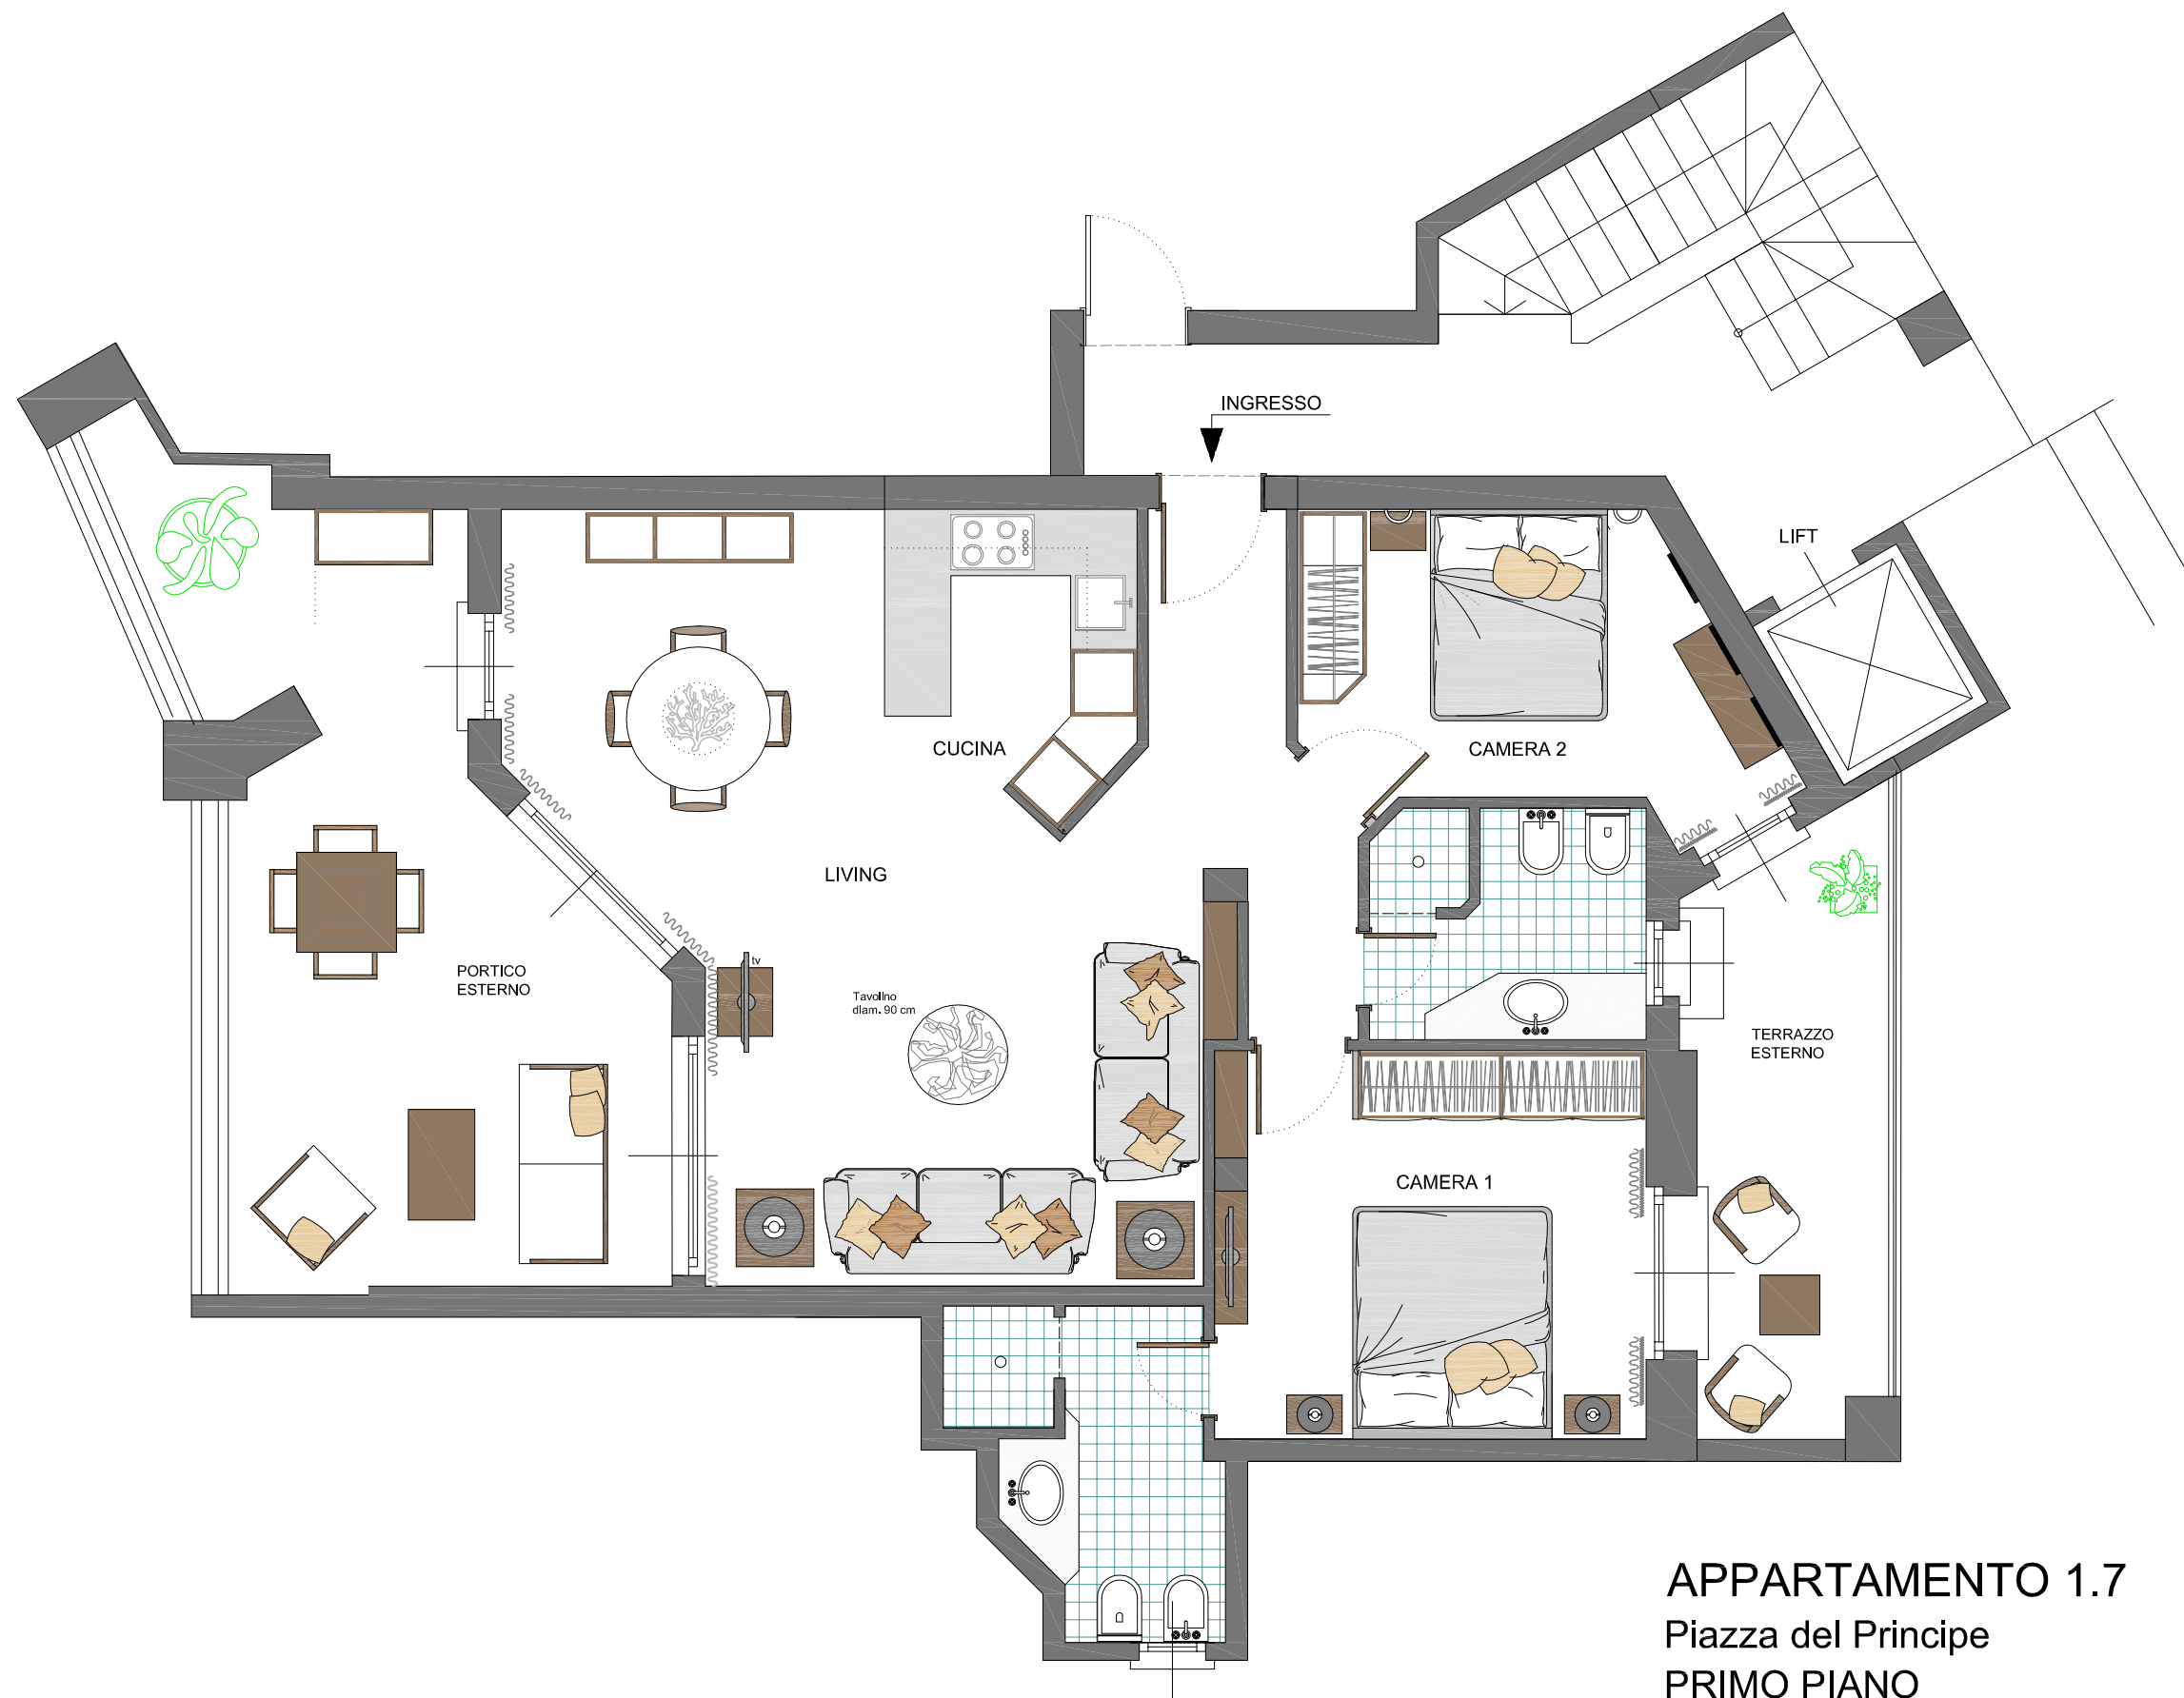 INGRESSO
LIFT
CUCINA
CAMERA 2
LIVING
tv
PORTICO
ESTERNO
Tavolino
diam. 90 cm
TERRAZZO
ESTERNO
CAMERA 1
APPARTAMENTO 1.7
Piazza del Principe
PRIMO PIANO